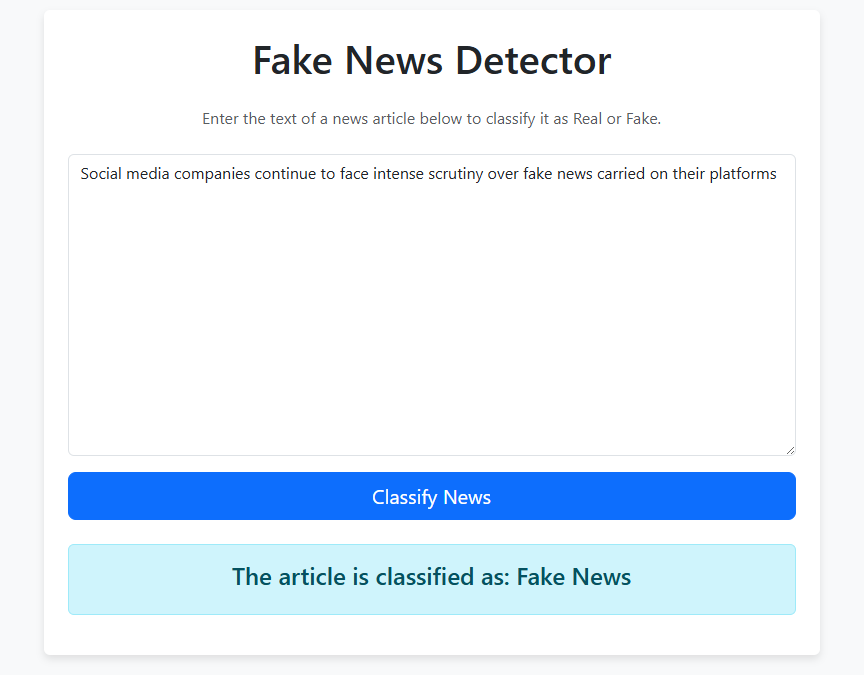 Fake News Detector
Enter the text of a news article below to classify it as Real or Fake.
Social media companies continue to face intense scrutiny over fake news carried on their platforms
Classify News
The article is classified as: Fake News